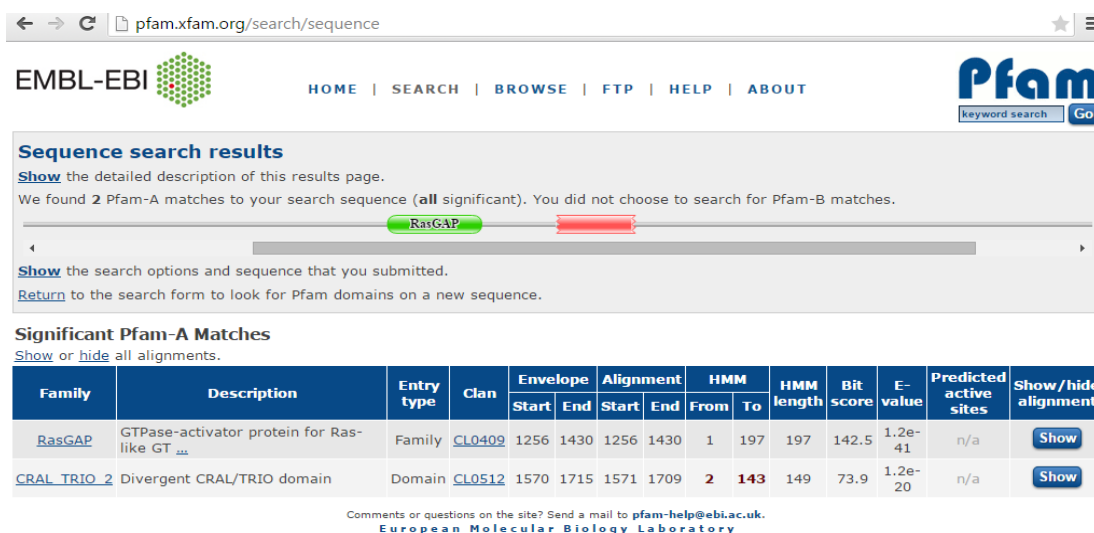 pfam.xfam.org/search/sequence
EMBL-EBI
HOME | SEARCH | BROWSE | FTP | HELP | ABOUT
Pfam
keyword search Go
Sequence search results
Show the detailed description of this results page.
We found 2 Pfam-A matches to your search sequence (all significant). You did not choose to search for Pfam-B matches.
RasGAP
Show the search options and sequence that you submitted.
Return to the search form to look for Pfam domains on a new sequence.
Significant Pfam-A Matches
Show or hide all alignments.
Family Description Entry type Clan Envelope Alignment HMM HMM length Bit score E-value Predicted active sites Show/hide alignment
Start End Start End From To
RasGAP GTPase-activator protein for Ras-like GT ... Family CL0409 1256 1430 1256 1430 1 197 197 142.5 1.2e-41 n/a Show
CRAL_TRIO_2 Divergent CRAL/TRIO domain Domain CL0512 1570 1715 1571 1709 2 143 149 73.9 1.2e-20 n/a Show
Comments or questions on the site? Send a mail to pfam-help@ebi.ac.uk.
European Molecular Biology Laboratory